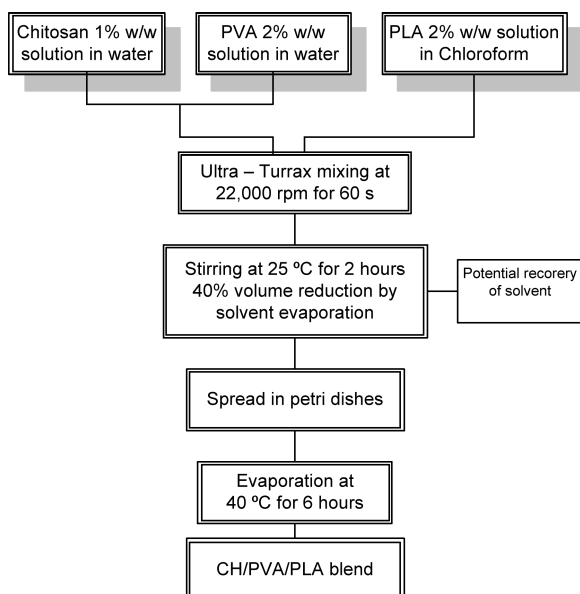 Chitosan 1% w/w
solution in water
PVA 2% w/w
solution in water
PLA 2% w/w solution
in Chloroform
Ultra – Turrax mixing at
22,000 rpm for 60 s
Stirring at 25 ºC for 2 hours
40% volume reduction by
solvent evaporation
Potential recorery
of solvent
Spread in petri dishes
Evaporation at
40 ºC for 6 hours
CH/PVA/PLA blend